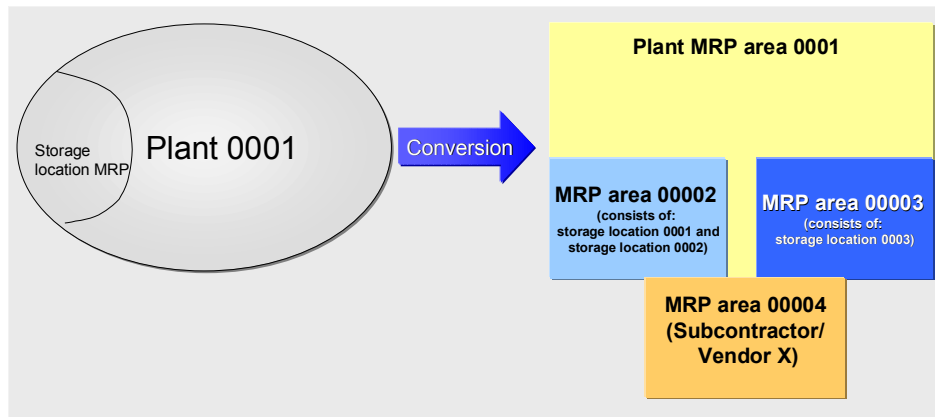 Storage
location MRP
Plant 0001
Conversion
Plant MRP area 0001
MRP area 00002
(consists of:
storage location 0001 and
storage location 0002)
MRP area 00003
(consists of:
storage location 0003)
MRP area 00004
(Subcontractor/
Vendor X)